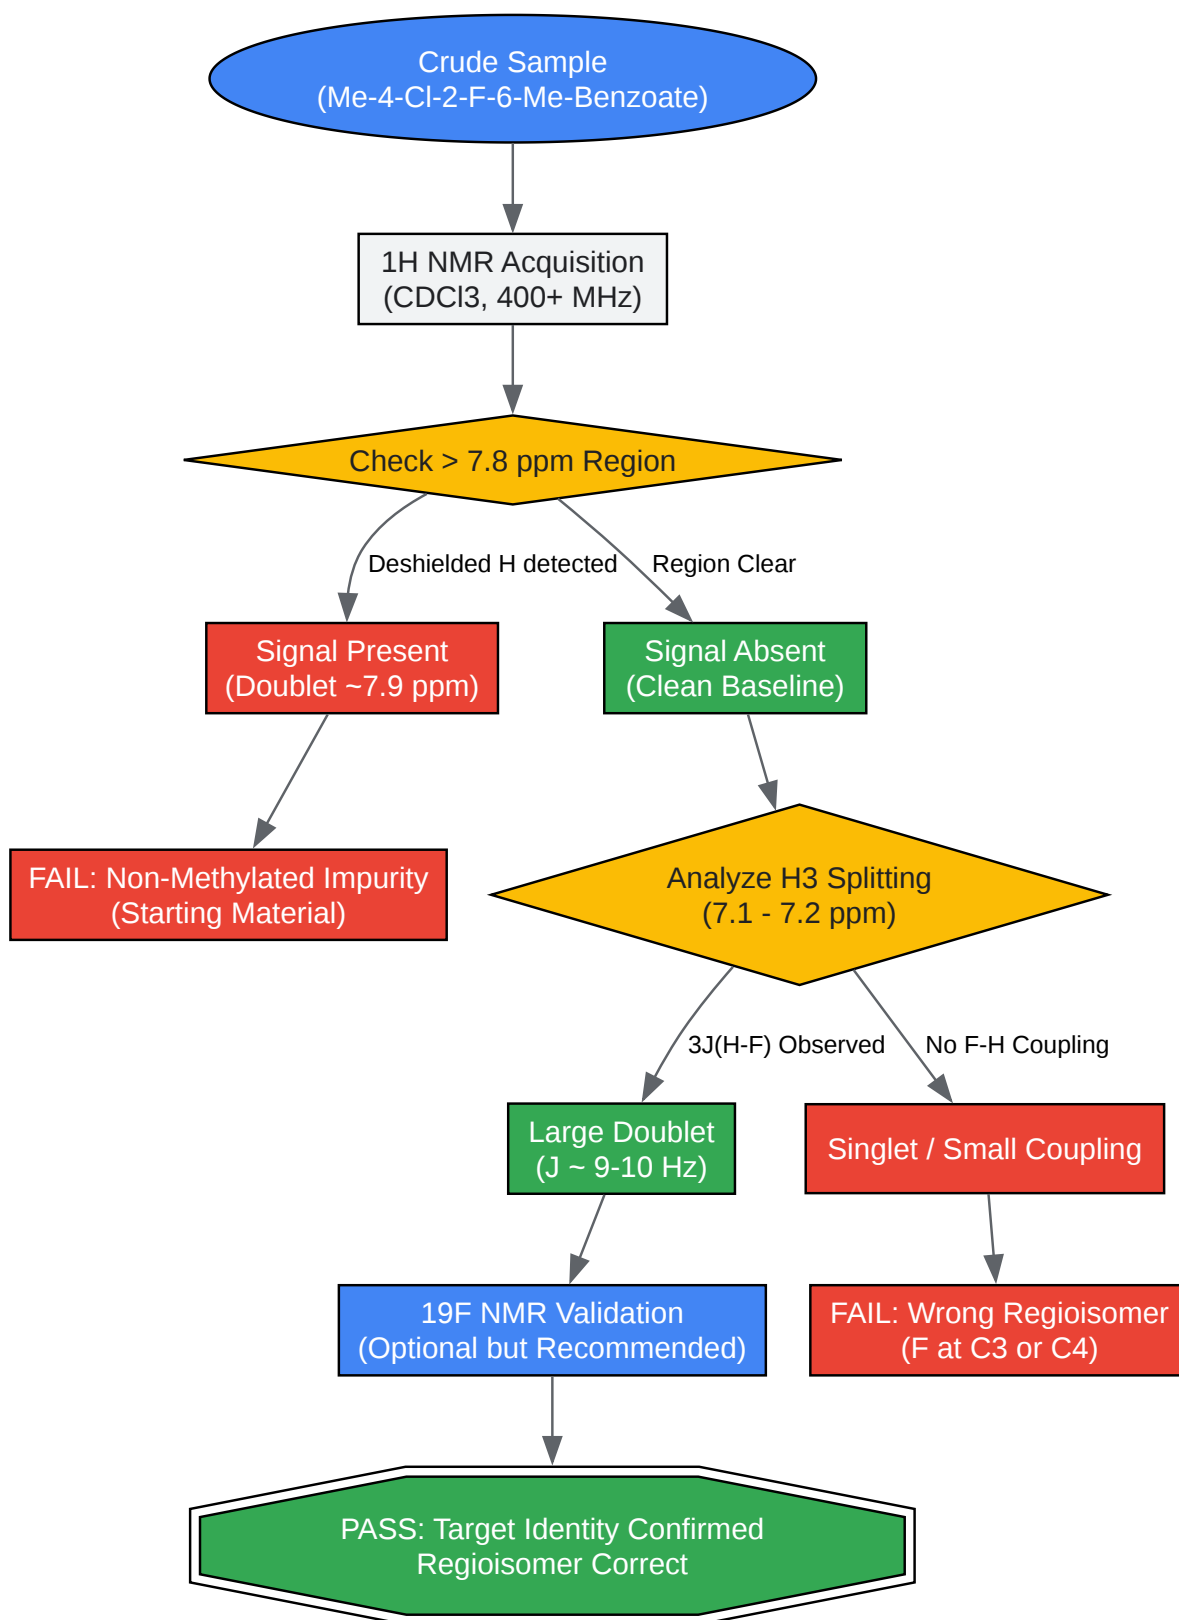 Crude Sample
(Me-4-Cl-2-F-6-Me-Benzoate)
1H NMR Acquisition
(CDCl3, 400+ MHz)
Check > 7.8 ppm Region
Deshielded H detected
Region Clear
Signal Present
(Doublet ~7.9 ppm)
Signal Absent
(Clean Baseline)
FAIL: Non-Methylated Impurity
(Starting Material)
Analyze H3 Splitting
(7.1 - 7.2 ppm)
3J(H-F) Observed
No F-H Coupling
Large Doublet
(J ~ 9-10 Hz)
Singlet / Small Coupling
19F NMR Validation
(Optional but Recommended)
FAIL: Wrong Regioisomer
(F at C3 or C4)
PASS: Target Identity Confirmed
Regioisomer Correct